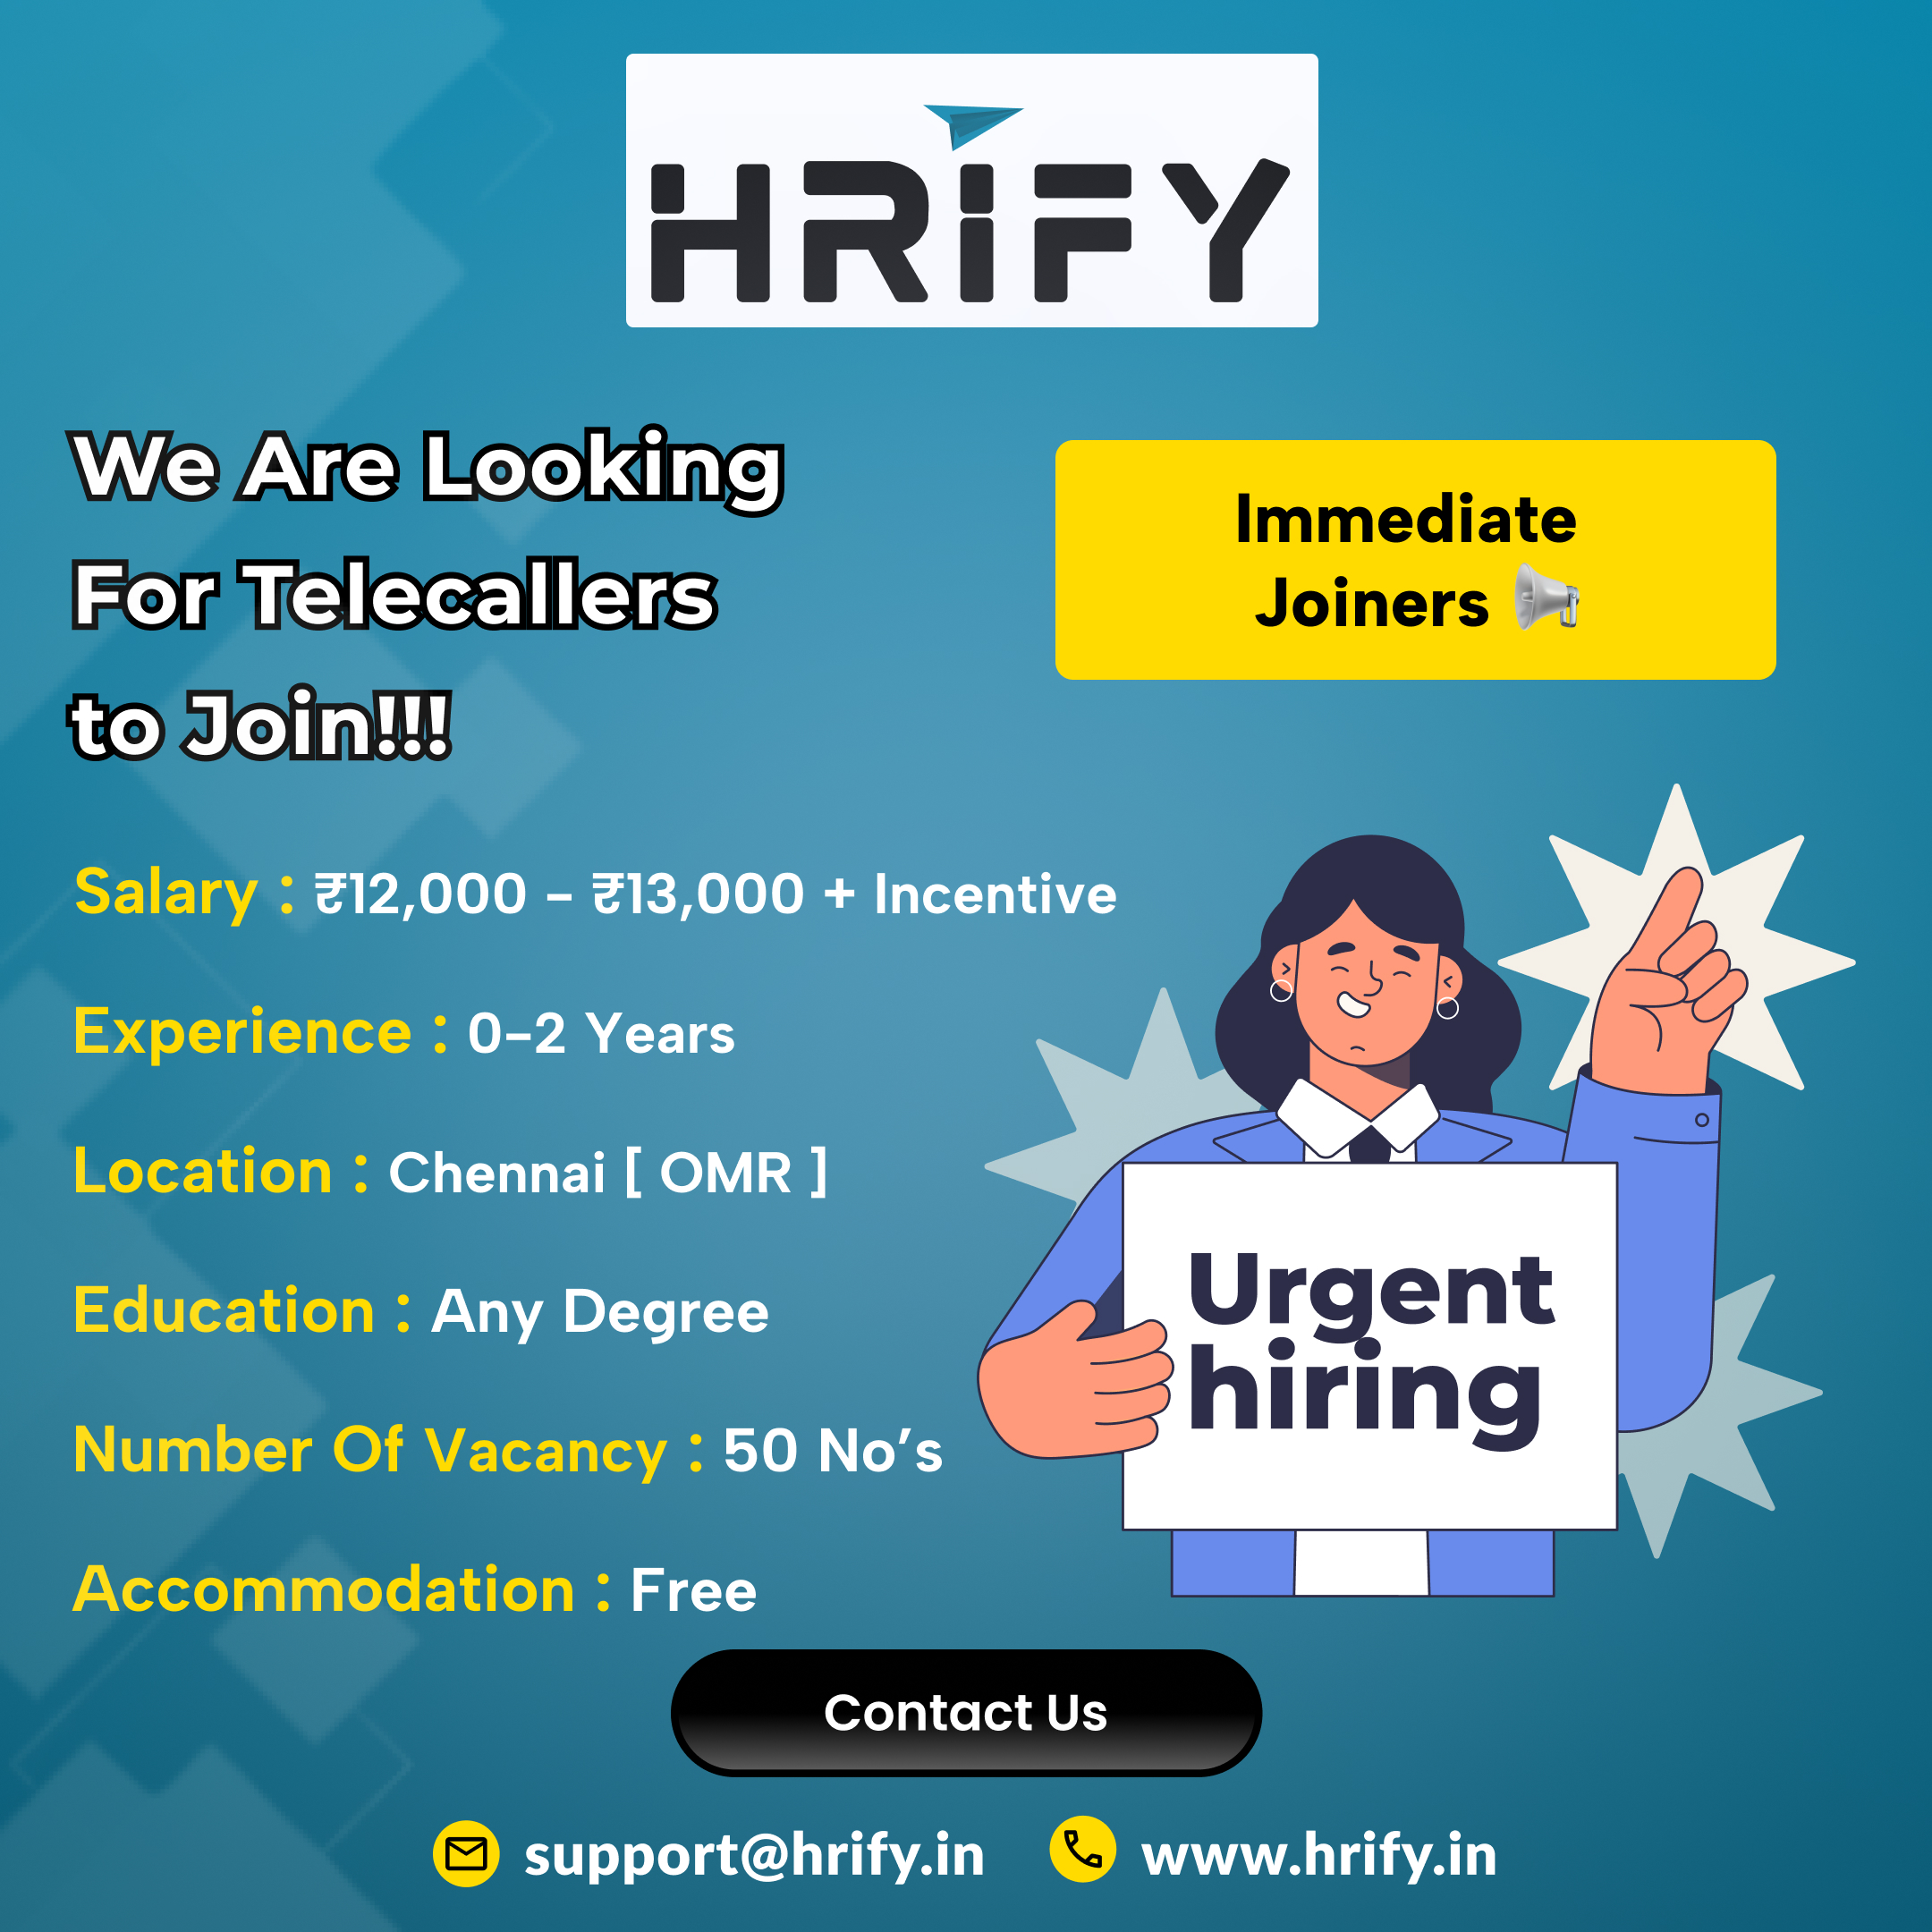 HRIFY
We Are Looking
For Telecallers
to Join!!!
Immediate
Joiners
Salary : ₹12,000 - ₹13,000 + Incentive
Experience : 0-2 Years
Location : Chennai [ OMR ]
Education : Any Degree
Number Of Vacancy : 50 No’s
Accommodation : Free
Urgent
hiring
Contact Us
support@hrify.in
www.hrify.in